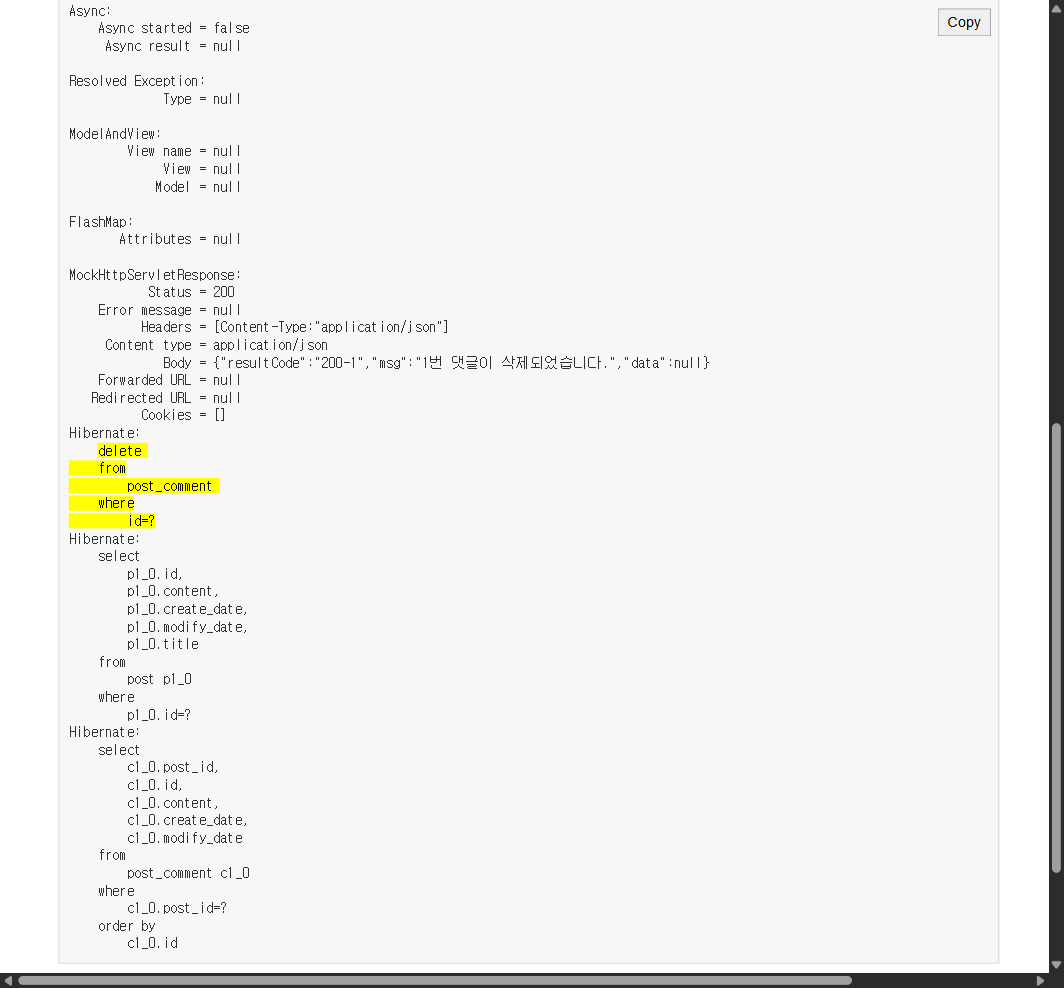 Async:
Async started = false
Async result = null
Resolved Exception:
Type = null
ModelAndView:
View name = null
View = null
Model = null
FlashMap:
Attributes = null
MockHttpServletResponse:
Status = 200
Error message = null
Headers = [Content-Type:"application/json"]
Content type = application/json
Body = {"resultCode":"200-1","msg":"1번 댓글이 삭제되었습니다.","data":null}
Forwarded URL = null
Redirected URL = null
Cookies = []
Hibernate:
delete
from
post_comment
where
id=?
Hibernate:
select
p1_0.id,
p1_0.content,
p1_0.create_date,
p1_0.modify_date,
p1_0.title
from
post p1_0
where
p1_0.id=?
Hibernate:
select
c1_0.post_id,
c1_0.id,
c1_0.content,
c1_0.create_date,
c1_0.modify_date
from
post_comment c1_0
where
c1_0.post_id=?
order by
c1_0.id
Copy